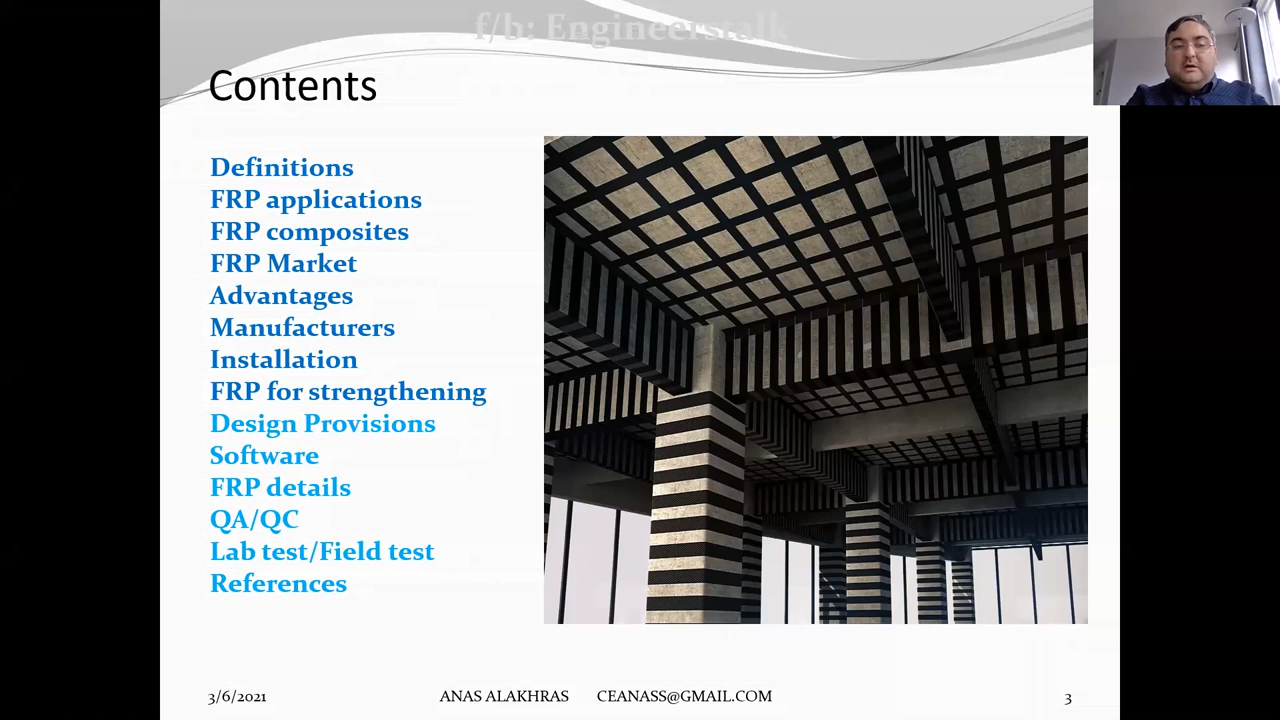 f/b: Engineerstalk
Contents
Definitions
FRP applications
FRP composites
FRP Market
Advantages
Manufacturers
Installation
FRP for strengthening
Design Provisions
Software
FRP details
QA/QC
Lab test/Field test
References
3/6/2021
ANAS ALAKHRAS CEANASS@GMAIL.COM
3